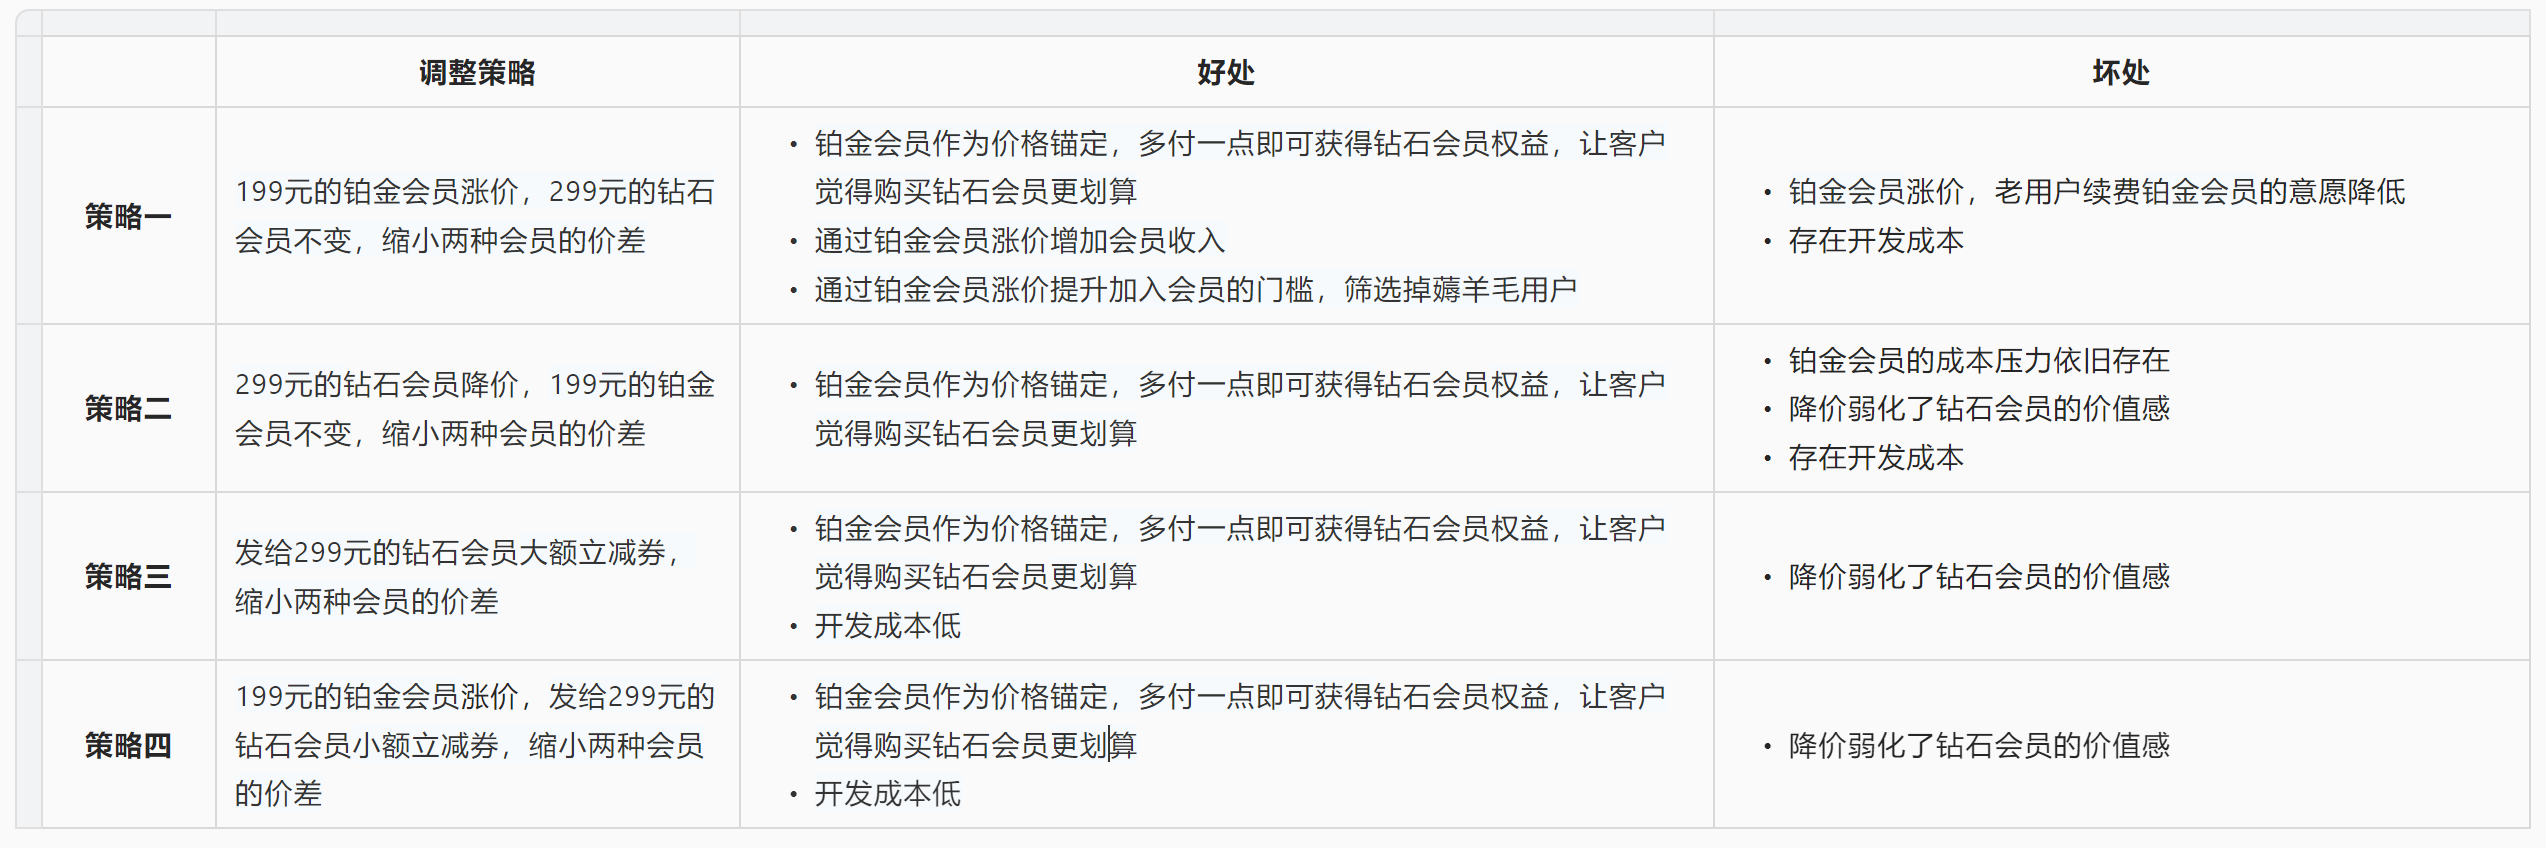 调整策略
好处
坏处
策略一
199元的铂金会员涨价，299元的钻石
会员不变，缩小两种会员的价差
• 铂金会员作为价格锚定，多付一点即可获得钻石会员权益，让客户
觉得购买钻石会员更划算
• 通过铂金会员涨价增加会员收入
• 通过铂金会员涨价提升加入会员的门槛，筛选掉薅羊毛用户
• 铂金会员涨价，老用户续费铂金会员的意愿降低
• 存在开发成本
策略二
299元的钻石会员降价，199元的铂金
会员不变，缩小两种会员的价差
• 铂金会员作为价格锚定，多付一点即可获得钻石会员权益，让客户
觉得购买钻石会员更划算
• 铂金会员的成本压力依旧存在
• 降价弱化了钻石会员的价值感
• 存在开发成本
策略三
发给299元的钻石会员大额立减券，
缩小两种会员的价差
• 铂金会员作为价格锚定，多付一点即可获得钻石会员权益，让客户
觉得购买钻石会员更划算
• 开发成本低
• 降价弱化了钻石会员的价值感
策略四
199元的铂金会员涨价，发给299元的
钻石会员小额立减券，缩小两种会员
的价差
• 铂金会员作为价格锚定，多付一点即可获得钻石会员权益，让客户
觉得购买钻石会员更划算
• 开发成本低
• 降价弱化了钻石会员的价值感